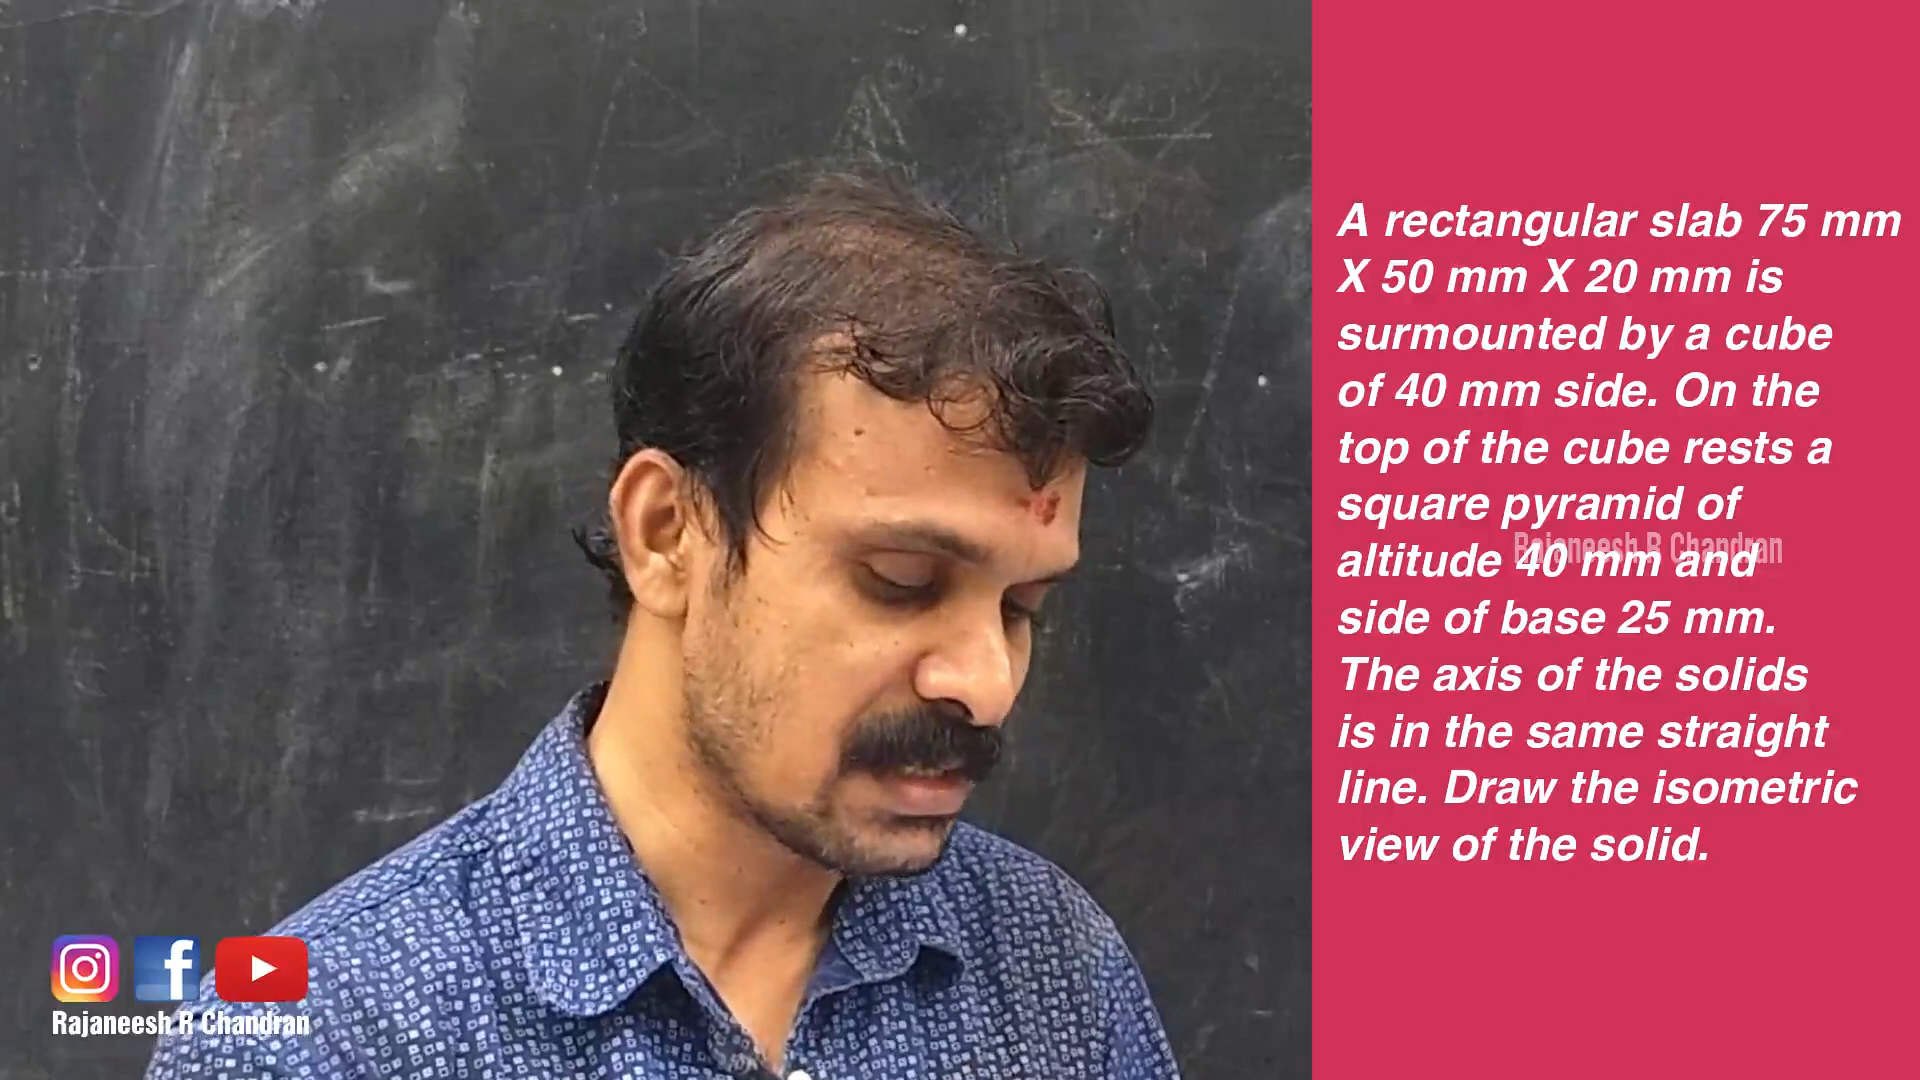 A rectangular slab 75 mm
X 50 mm X 20 mm is
surmounted by a cube
of 40 mm side. On the
top of the cube rests a
square pyramid of
Rajaneesh R Chandran
altitude 40 mm and
side of base 25 mm.
The axis of the solids
is in the same straight
line. Draw the isometric
view of the solid.
Rajaneesh R Chandran